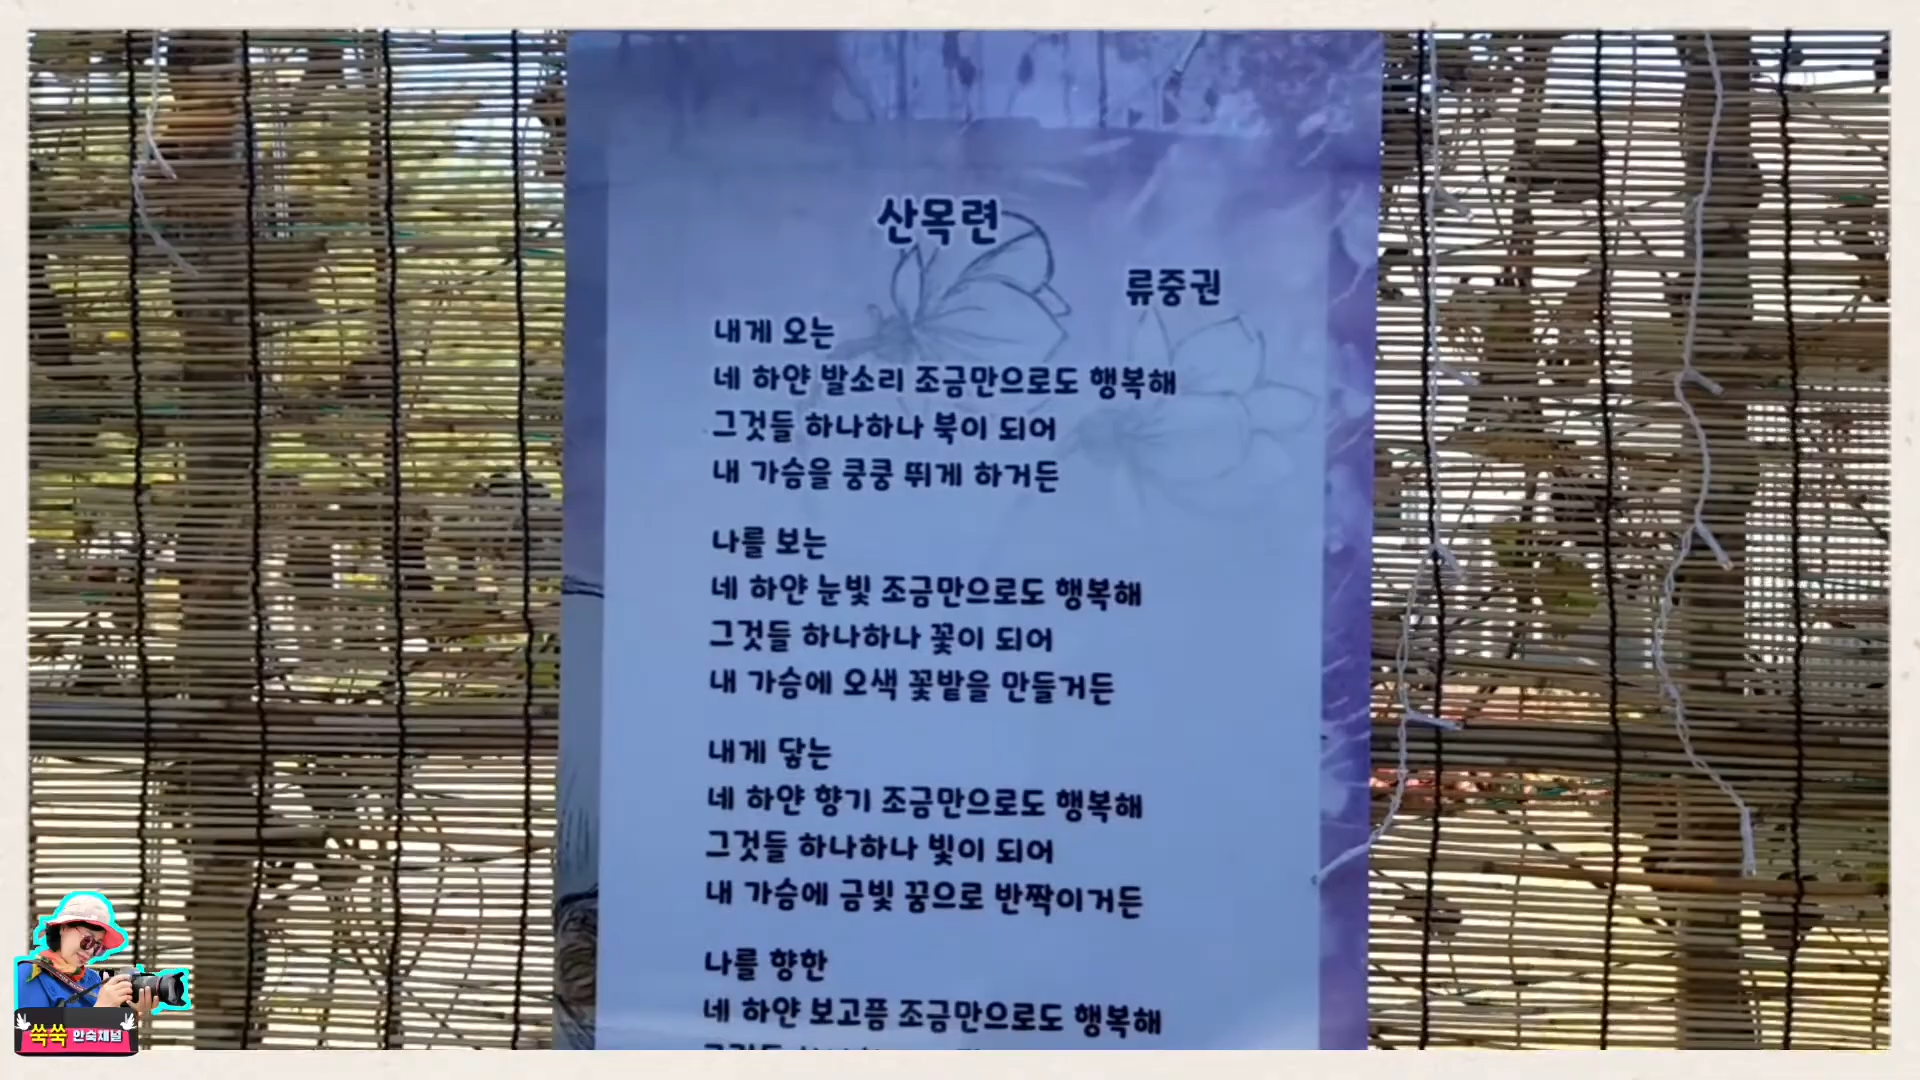 산목련
류중권
내게 오는
네 하얀 발소리 조금만으로도 행복해
그것들 하나하나 북이 되어
내 가슴을 쿵쿵 뛰게 하거든
나를 보는
네 하얀 눈빛 조금만으로도 행복해
그것들 하나하나 꽃이 되어
내 가슴에 오색 꽃밭을 만들거든
내게 닿는
네 하얀 향기 조금만으로도 행복해
그것들 하나하나 빛이 되어
내 가슴에 금빛 꿈으로 반짝이거든
나를 향한
네 하얀 보고픔 조금만으로도 행복해
쑥쑥 안숙채널